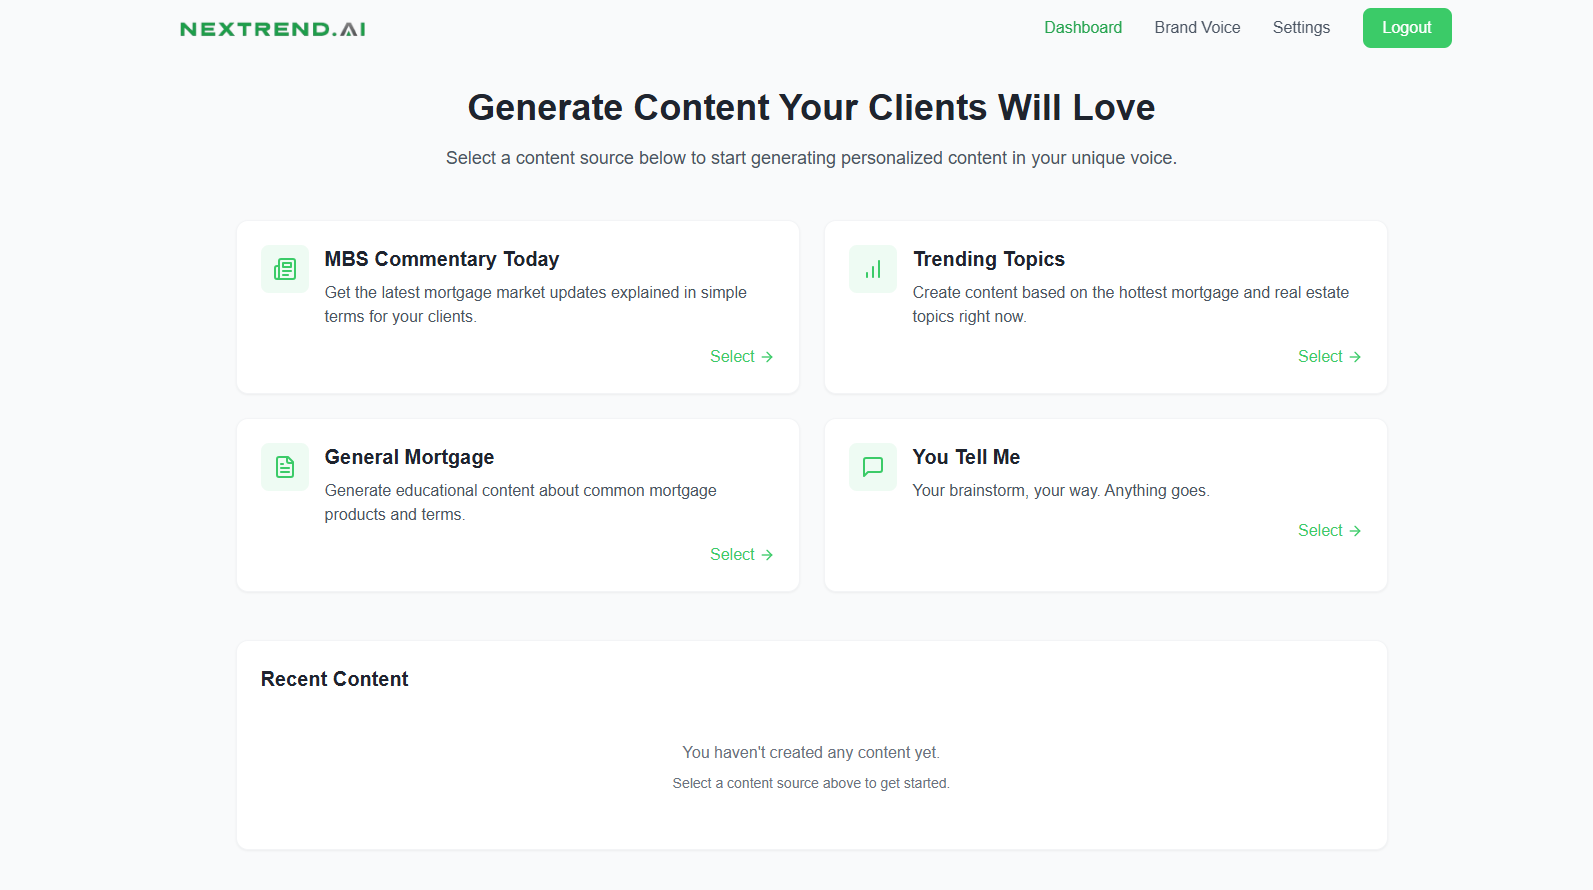 NEXTREND.AI
Dashboard
Brand Voice
Settings
Logout
Generate Content Your Clients Will Love
Select a content source below to start generating personalized content in your unique voice.
MBS Commentary Today
Get the latest mortgage market updates explained in simple
terms for your clients.
Select →
Trending Topics
Create content based on the hottest mortgage and real estate
topics right now.
Select →
General Mortgage
Generate educational content about common mortgage
products and terms.
Select →
You Tell Me
Your brainstorm, your way. Anything goes.
Select →
Recent Content
You haven't created any content yet.
Select a content source above to get started.